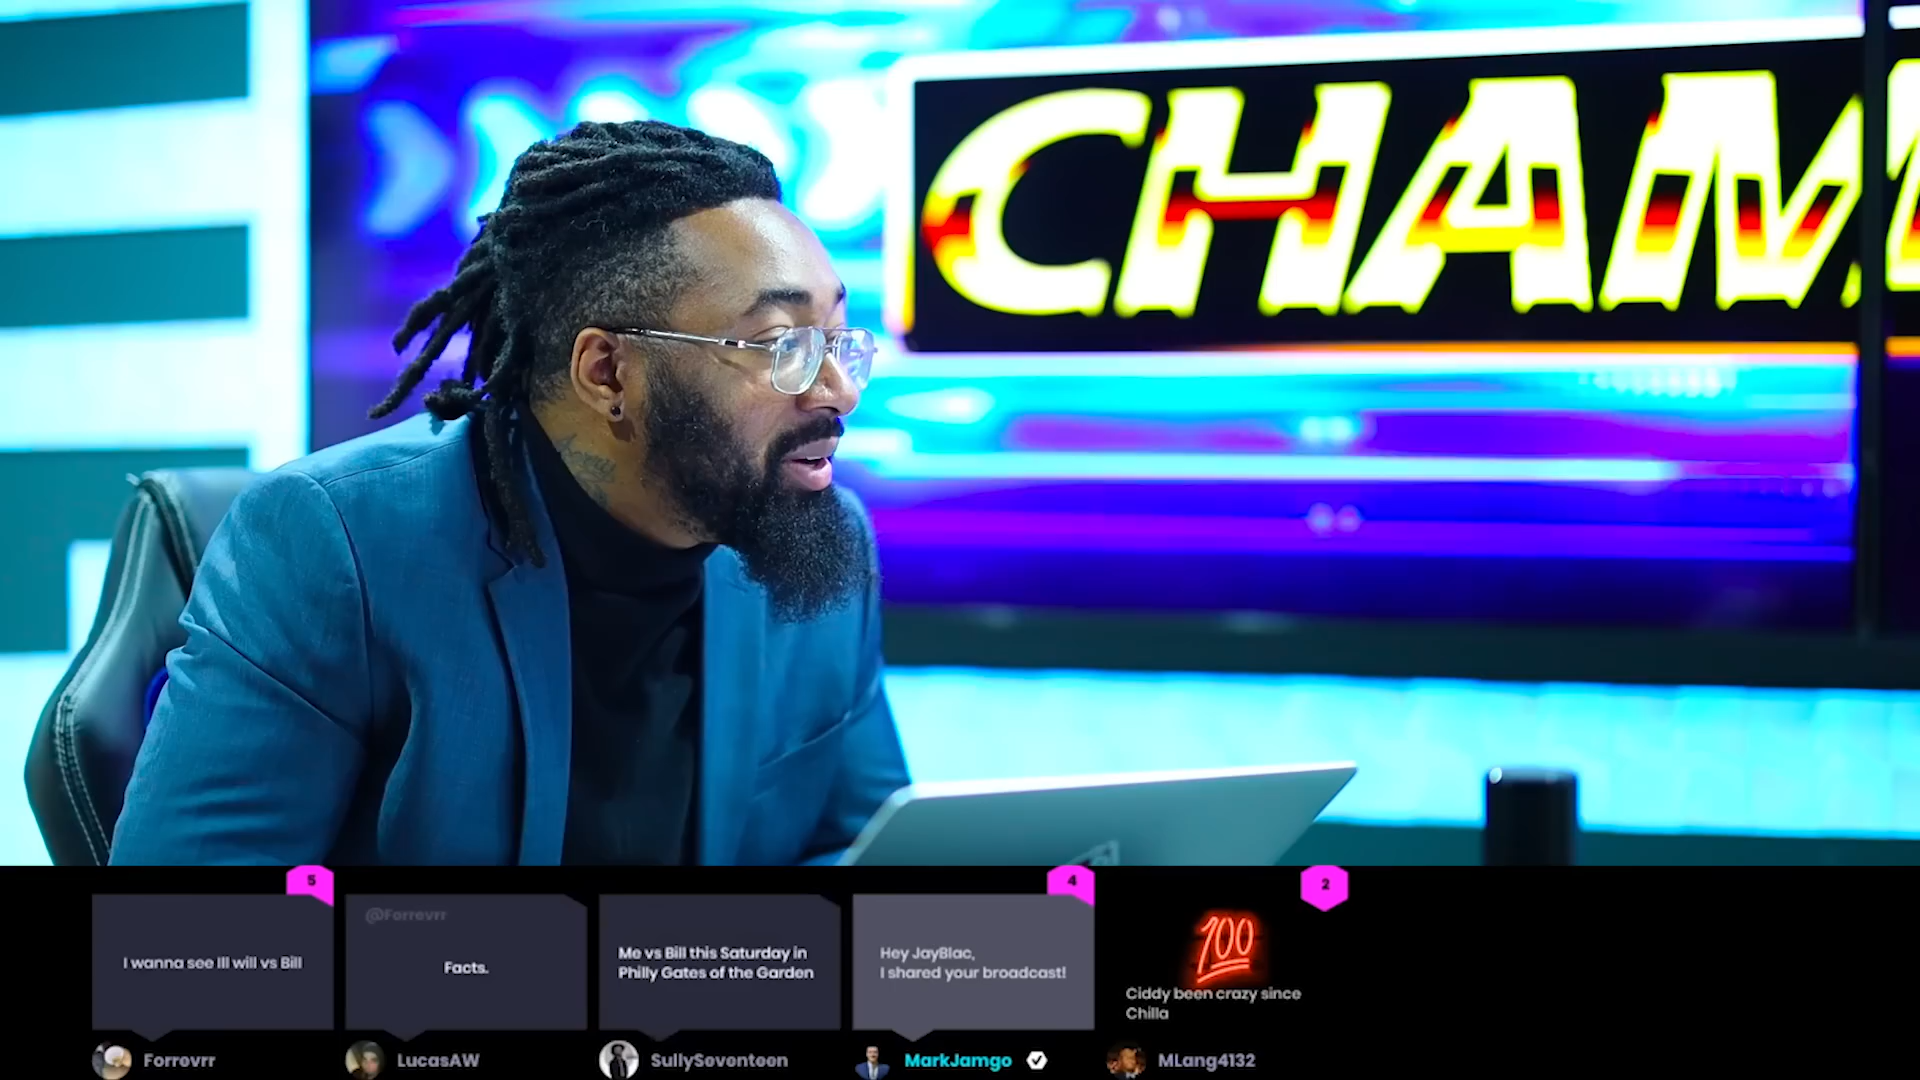 CHAM
5
4
2
I wanna see Ill will vs Bill
@Forrevrr
Facts.
Me vs Bill this Saturday in
Philly Gates of the Garden
Hey JayBlac,
I shared your broadcast!
100
Ciddy been crazy since
Chilla
Forrevrr
LucasAW
SullySeventeen
MarkJamgo
MLang4132